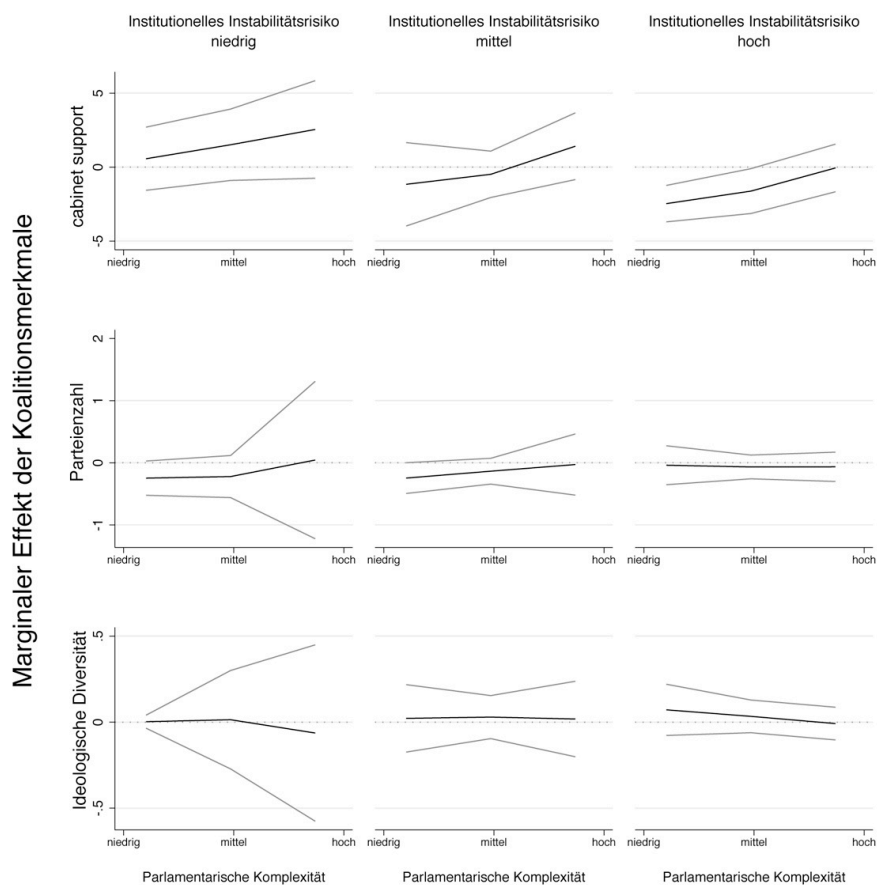 Institutionelles Instabilitätsrisiko
niedrig
Institutionelles Instabilitätsrisiko
mittel
Institutionelles Instabilitätsrisiko
hoch
Marginaler Effekt der Koalitionsmerkmale
cabinet support
5
0
-5
niedrig mittel hoch
niedrig mittel hoch
niedrig mittel hoch
Parteienzahl
2
1
0
-1
niedrig mittel hoch
niedrig mittel hoch
niedrig mittel hoch
Ideologische Diversität
.5
0
-.5
niedrig mittel hoch
niedrig mittel hoch
niedrig mittel hoch
Parlamentarische Komplexität
Parlamentarische Komplexität
Parlamentarische Komplexität